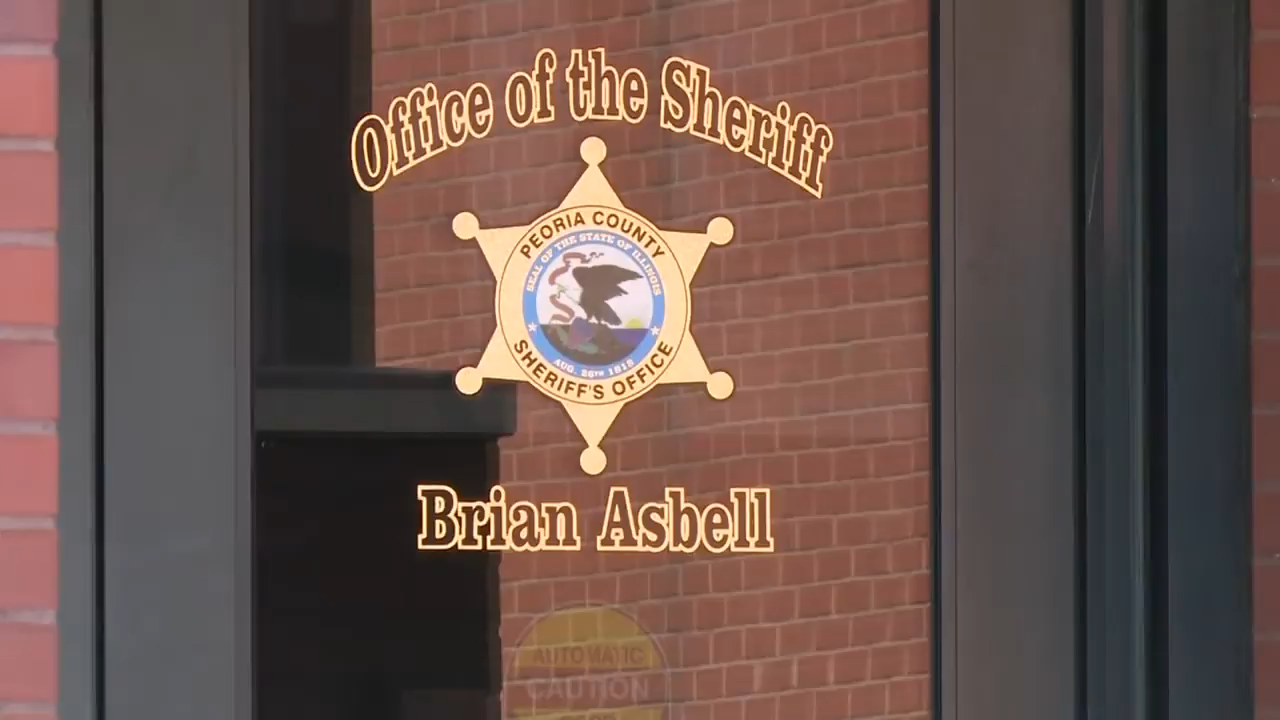 Office of the Sheriff
PEORIA COUNTY
SEAL OF THE STATE OF ILLINOIS
AUG. 26TH 1818
SHERIFF'S OFFICE
Brian Asbell
AUTOMATIC
CAUTION